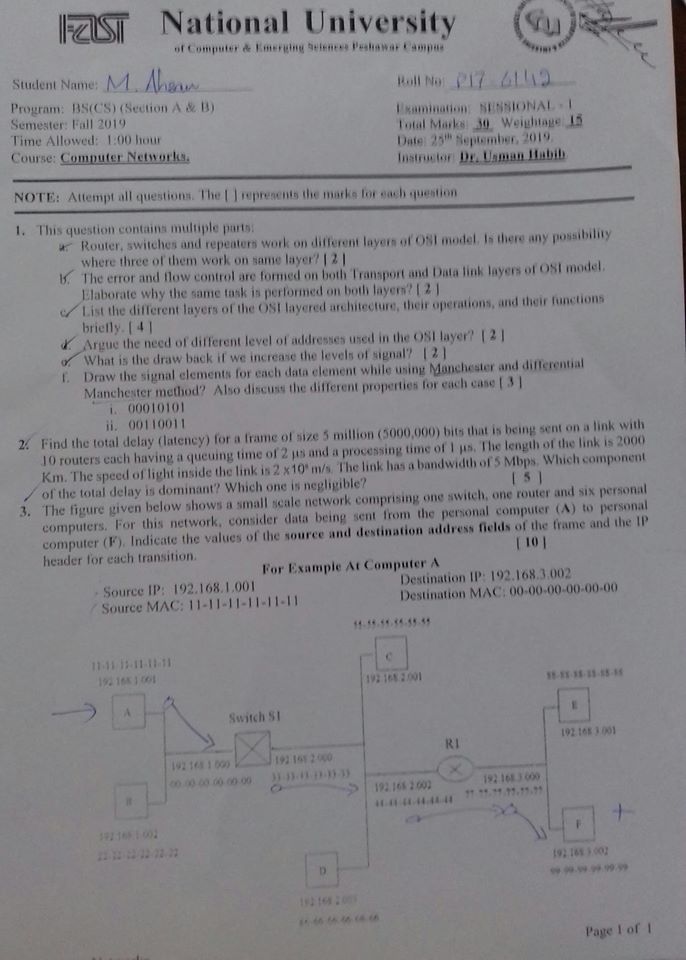 FAST National University
of Computer & Emerging Sciences Peshawar Campus
Student Name: M. Ahsan Roll No: P17-6142
Program: BS(CS) (Section A & B) Examination: SESSIONAL - I
Semester: Fall 2019 Total Marks: 30 Weightage: 15
Time Allowed: 1:00 hour Date: 25th September, 2019.
Course: Computer Networks. Instructor: Dr. Usman Habib
NOTE: Attempt all questions. The [ ] represents the marks for each question
1. This question contains multiple parts:
a. Router, switches and repeaters work on different layers of OSI model. Is there any possibility
where three of them work on same layer? [ 2 ]
b. The error and flow control are formed on both Transport and Data link layers of OSI model.
Elaborate why the same task is performed on both layers? [ 2 ]
c. List the different layers of the OSI layered architecture, their operations, and their functions
briefly. [ 4 ]
d. Argue the need of different level of addresses used in the OSI layer? [ 2 ]
e. What is the draw back if we increase the levels of signal? [ 2 ]
f. Draw the signal elements for each data element while using Manchester and differential
Manchester method? Also discuss the different properties for each case [ 3 ]
i. 00010101
ii. 00110011
2. Find the total delay (latency) for a frame of size 5 million (5000,000) bits that is being sent on a link with
10 routers each having a queuing time of 2 µs and a processing time of 1 µs. The length of the link is 2000
Km. The speed of light inside the link is 2 x10⁸ m/s. The link has a bandwidth of 5 Mbps. Which component
of the total delay is dominant? Which one is negligible? [ 5 ]
3. The figure given below shows a small scale network comprising one switch, one router and six personal
computers. For this network, consider data being sent from the personal computer (A) to personal
computer (F). Indicate the values of the source and destination address fields of the frame and the IP
header for each transition. [ 10 ]
For Example At Computer A
Source IP: 192.168.1.001 Destination IP: 192.168.3.002
Source MAC: 11-11-11-11-11-11 Destination MAC: 00-00-00-00-00-00
55-55-55-55-55-55
C
192.168.2.001
11-11-11-11-11-11
192.168.1.001
A
88-88-88-88-88-88
E
192.168.3.001
Switch S1
R1
192.168.1.000
00-00-00-00-00-00
192.168.2.000
33-33-33-33-33-33
192.168.2.002
44-44-44-44-44-44
192.168.3.000
77-77-77-77-77-77
B
192.168.1.002
22-22-22-22-22-22
F
192.168.3.002
99-99-99-99-99-99
D
66-66-66-66-66-66
Page 1 of 1